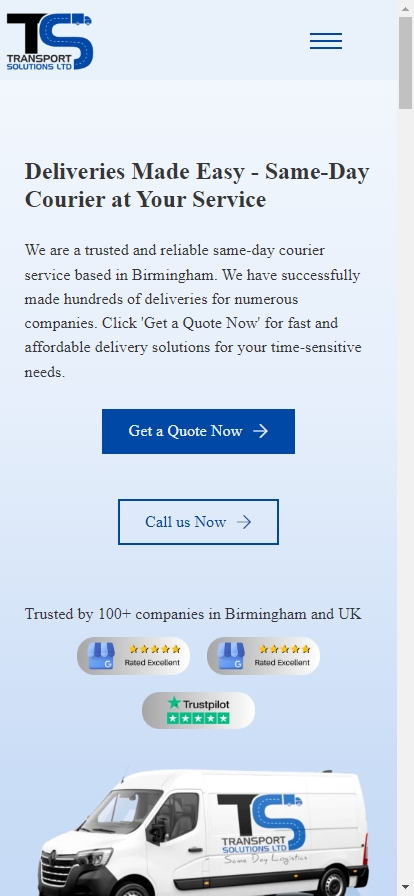 TS
TRANSPORT
SOLUTIONS LTD
Deliveries Made Easy - Same-Day
Courier at Your Service
We are a trusted and reliable same-day courier
service based in Birmingham. We have successfully
made hundreds of deliveries for numerous
companies. Click 'Get a Quote Now' for fast and
affordable delivery solutions for your time-sensitive
needs.
Get a Quote Now
Call us Now
Trusted by 100+ companies in Birmingham and UK
G Rated Excellent
G Rated Excellent
Trustpilot
TS
TRANSPORT
SOLUTIONS LTD
Same Day Logistics